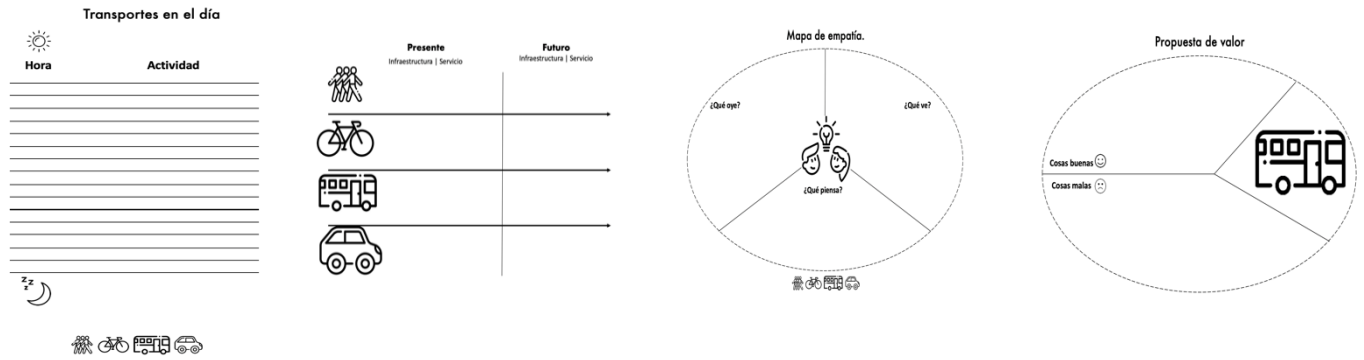 Transportes en el día
Hora Actividad
z z z
Presente Futuro
Infraestructura | Servicio Infraestructura | Servicio
Mapa de empatía.
¿Qué oye? ¿Qué ve?
¿Qué piensa?
Propuesta de valor
Cosas buenas
Cosas malas